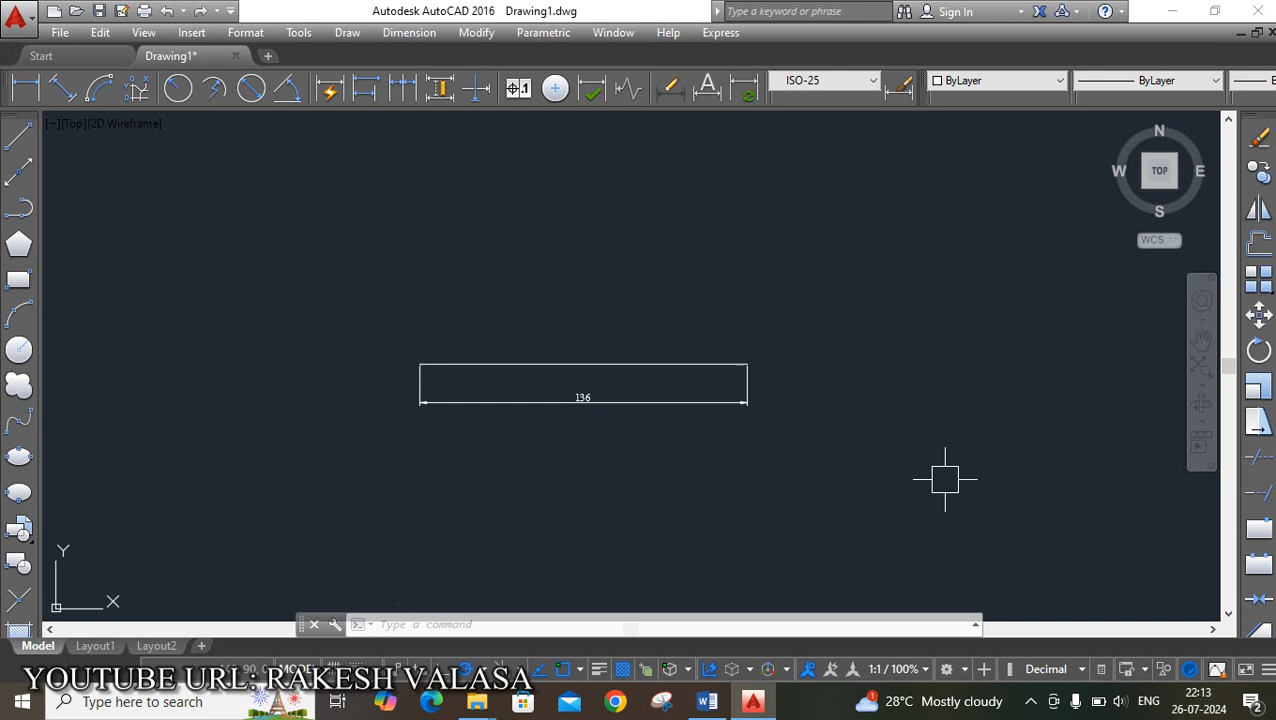 Autodesk AutoCAD 2016 Drawing1.dwg
Type a keyword or phrase
Sign In
File Edit View Insert Format Tools Draw Dimension Modify Parametric Window Help Express
Start Drawing1*
ISO-25
ByLayer
ByLayer
[−][Top][2D Wireframe]
N
W TOP E
S
WCS
136
Y
X
Type a command
Model Layout1 Layout2
MODEL
1:1 / 100%
Decimal
YOUTUBE URL: RAKESH VALASA
Type here to search
28°C Mostly cloudy
ENG
22:13
26-07-2024